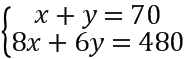 x + y = 70
8x + 6y = 480